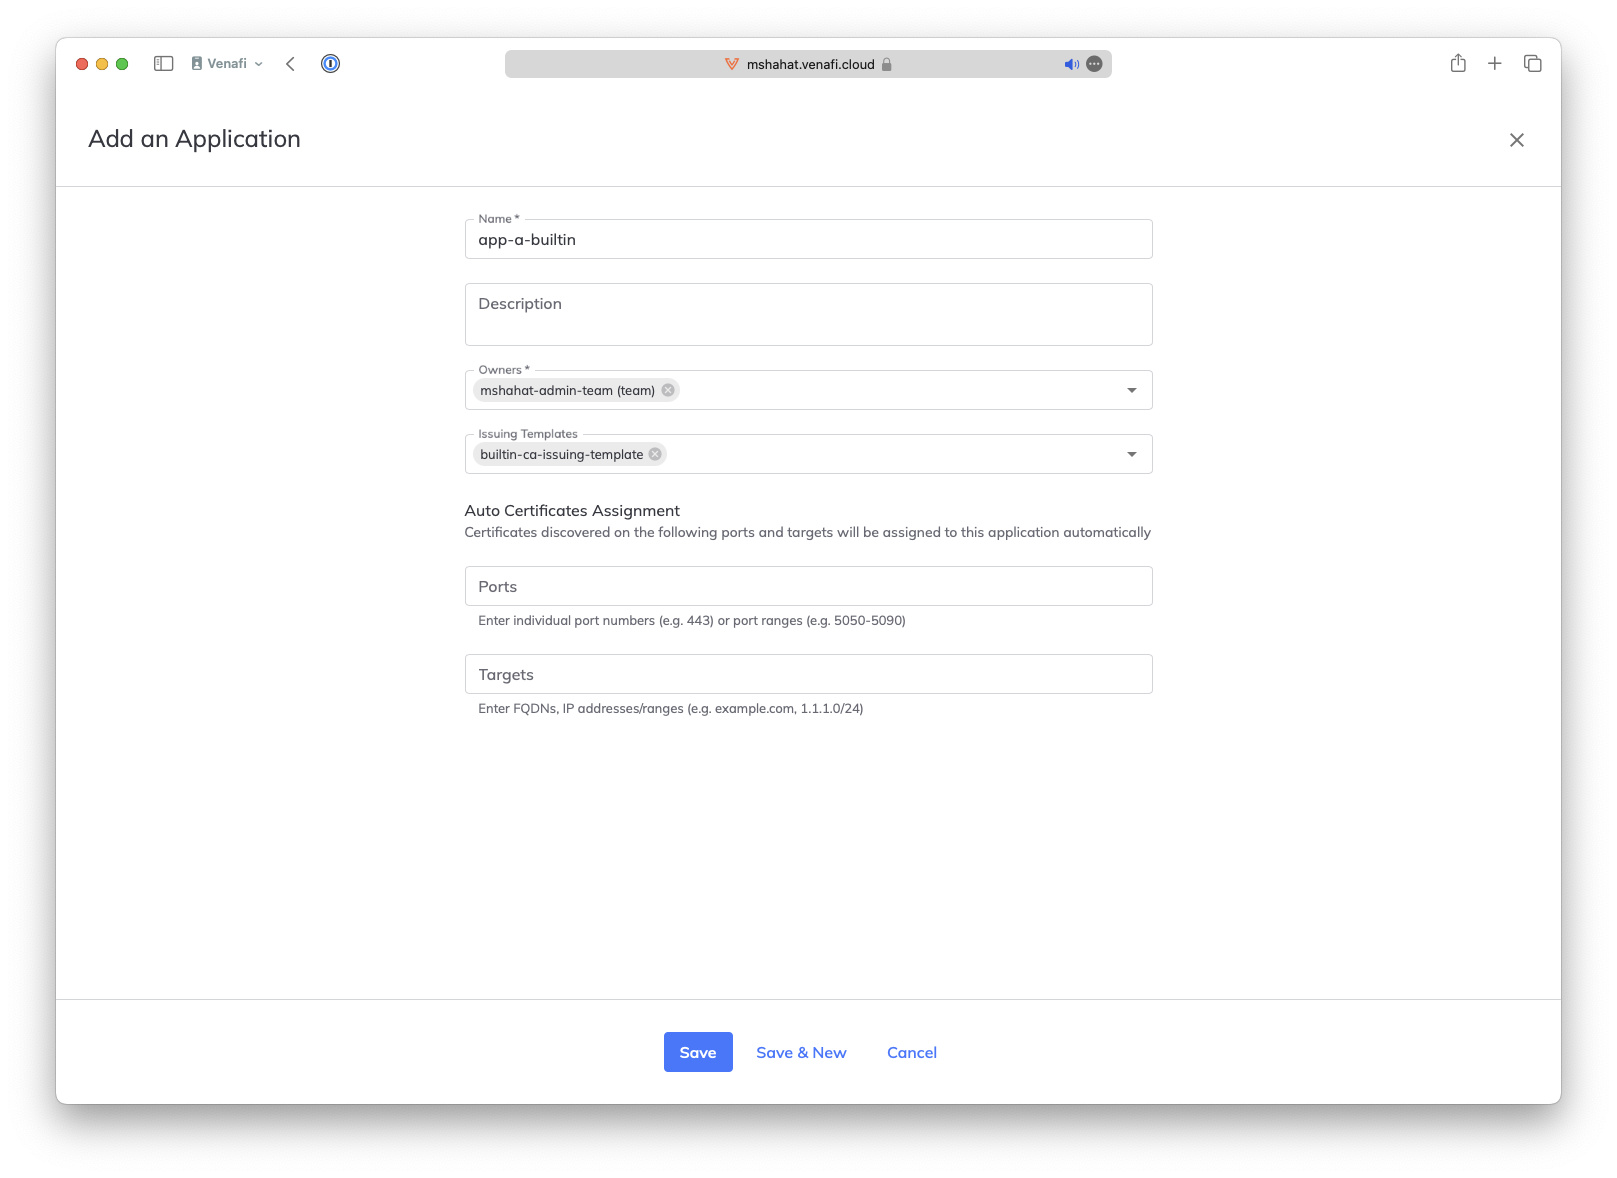 Venafi
mshahat.venafi.cloud
Add an Application
Name *
app-a-builtin
Description
Owners *
mshahat-admin-team (team)
Issuing Templates
builtin-ca-issuing-template
Auto Certificates Assignment
Certificates discovered on the following ports and targets will be assigned to this application automatically
Ports
Enter individual port numbers (e.g. 443) or port ranges (e.g. 5050-5090)
Targets
Enter FQDNs, IP addresses/ranges (e.g. example.com, 1.1.1.0/24)
Save
Save & New
Cancel